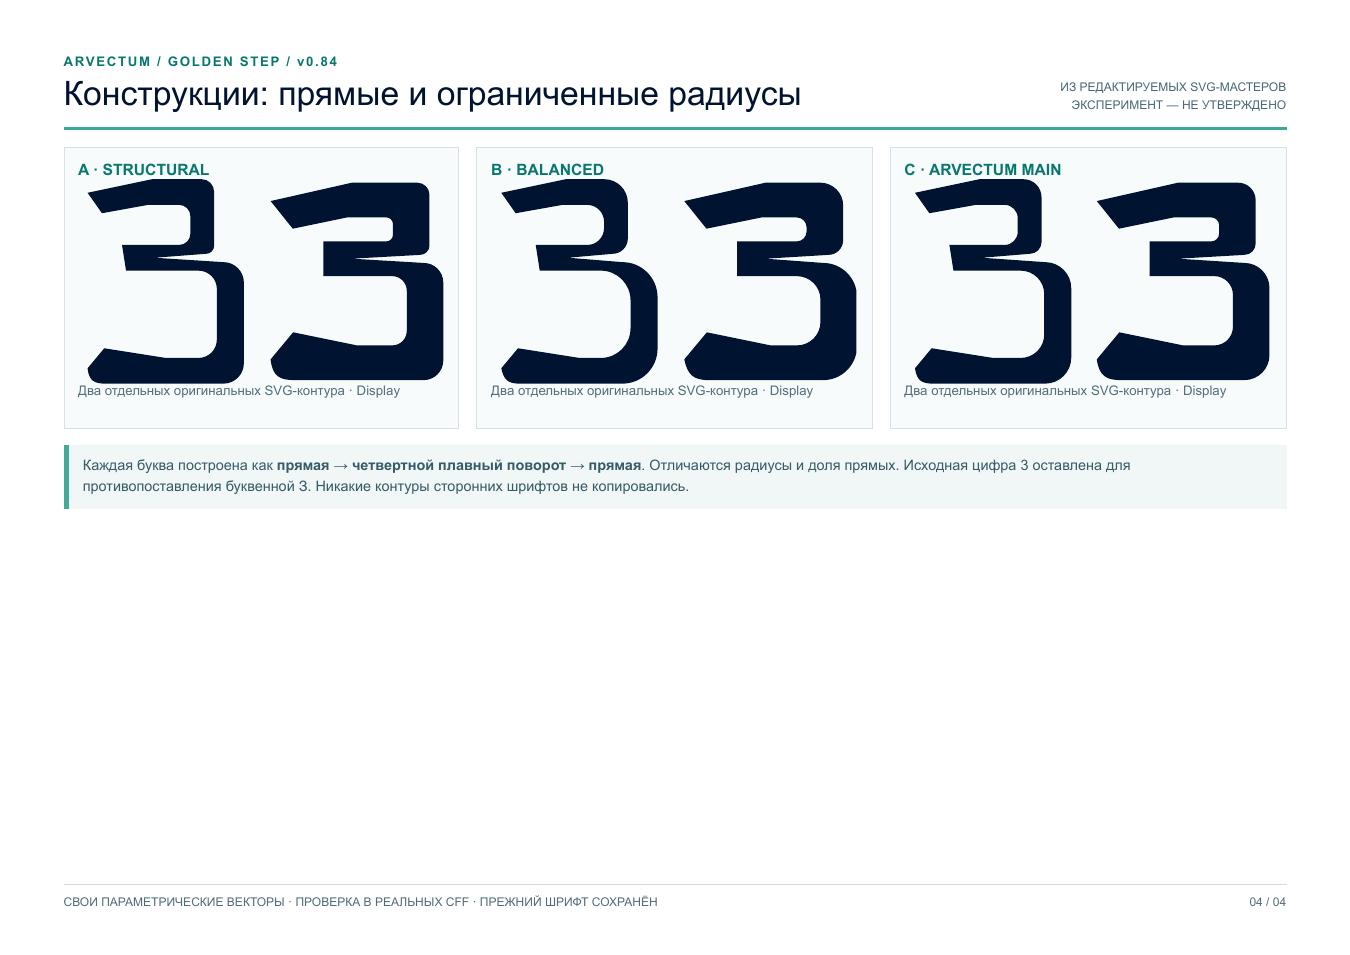 ARVECTUM / GOLDEN STEP / v0.84
Конструкции: прямые и ограниченные радиусы
ИЗ РЕДАКТИРУЕМЫХ SVG-МАСТЕРОВ
ЭКСПЕРИМЕНТ — НЕ УТВЕРЖДЕНО
A · STRUCTURAL
З З
Два отдельных оригинальных SVG-контура · Display
B · BALANCED
З З
Два отдельных оригинальных SVG-контура · Display
C · ARVECTUM MAIN
З З
Два отдельных оригинальных SVG-контура · Display
Каждая буква построена как прямая → четвертной плавный поворот → прямая. Отличаются радиусы и доля прямых. Исходная цифра 3 оставлена для
противопоставления буквенной З. Никакие контуры сторонних шрифтов не копировались.
СВОИ ПАРАМЕТРИЧЕСКИЕ ВЕКТОРЫ · ПРОВЕРКА В РЕАЛЬНЫХ CFF · ПРЕЖНИЙ ШРИФТ СОХРАНЁН
04 / 04